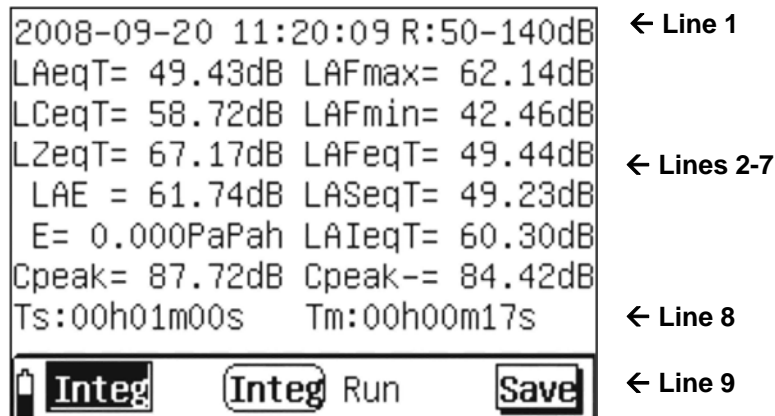 2008-09-20 11:20:09 R:50-140dB ← Line 1
LAeqT= 49.43dB LAFmax= 62.14dB
LCeqT= 58.72dB LAFmin= 42.46dB
LZeqT= 67.17dB LAFeqT= 49.44dB ← Lines 2-7
LAE = 61.74dB LASeqT= 49.23dB
E= 0.000PaPah LAIeqT= 60.30dB
Cpeak= 87.72dB Cpeak-= 84.42dB
Ts:00h01m00s Tm:00h00m17s ← Line 8
Integ Integ Run Save ← Line 9